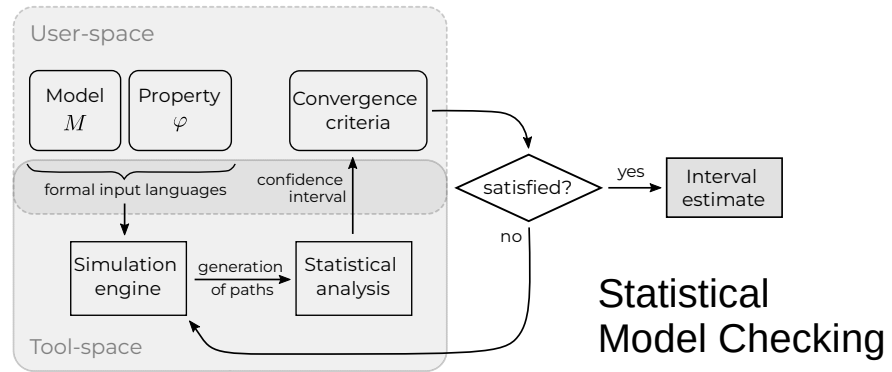 User-space
Model
M
Property
φ
Convergence
criteria
formal input languages
confidence
interval
satisfied?
yes
Interval
estimate
no
Simulation
engine
generation
of paths
Statistical
analysis
Tool-space
Statistical
Model Checking